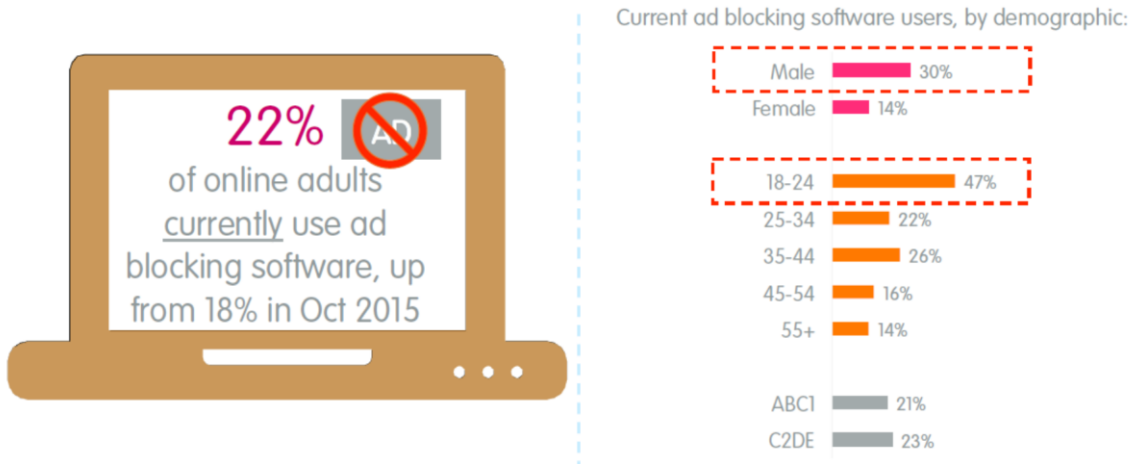 22%
AD
of online adults
currently use ad
blocking software, up
from 18% in Oct 2015
Current ad blocking software users, by demographic:
Male 30%
Female 14%
18-24 47%
25-34 22%
35-44 26%
45-54 16%
55+ 14%
ABC1 21%
C2DE 23%